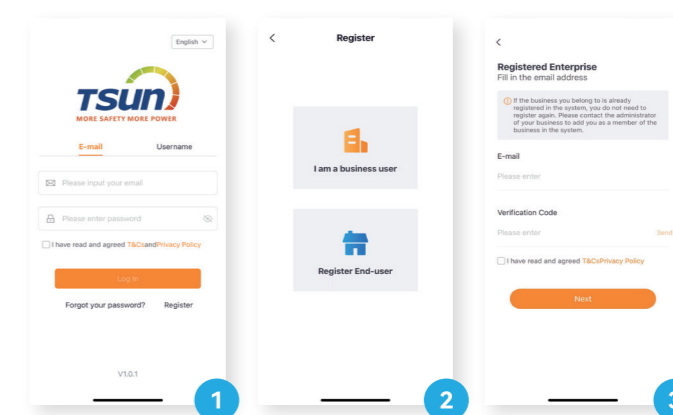 English
TSUN
MORE SAFETY MORE POWER
E-mail Username
Please input your email
Please enter password
I have read and agreed T&CsandPrivacy Policy
Log in
Forgot your password? Register
V1.0.1
1
Register
I am a business user
Register End-user
2
Registered Enterprise
Fill in the email address
If the business you belong to is already
registered in the system, you do not need to
register again. Please contact the administrator
of your business to add you as a member of the
business in the system.
E-mail
Please enter
Verification Code
Please enter Send
I have read and agreed T&CsPrivacy Policy
Next
3